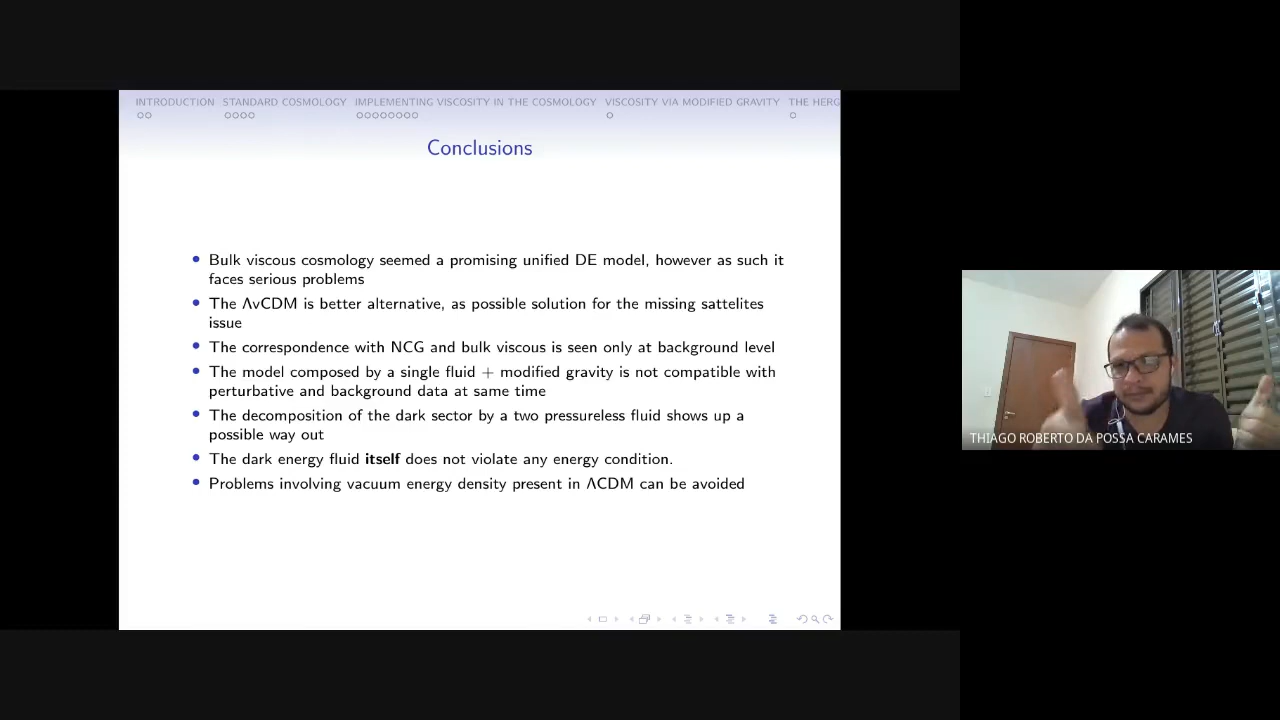 INTRODUCTION STANDARD COSMOLOGY IMPLEMENTING VISCOSITY IN THE COSMOLOGY VISCOSITY VIA MODIFIED GRAVITY THE HERG
Conclusions
Bulk viscous cosmology seemed a promising unified DE model, however as such it
faces serious problems
The ΛvCDM is better alternative, as possible solution for the missing sattelites
issue
The correspondence with NCG and bulk viscous is seen only at background level
The model composed by a single fluid + modified gravity is not compatible with
perturbative and background data at same time
The decomposition of the dark sector by a two pressureless fluid shows up a
possible way out
The dark energy fluid itself does not violate any energy condition.
Problems involving vacuum energy density present in ΛCDM can be avoided
THIAGO ROBERTO DA POSSA CARAMES